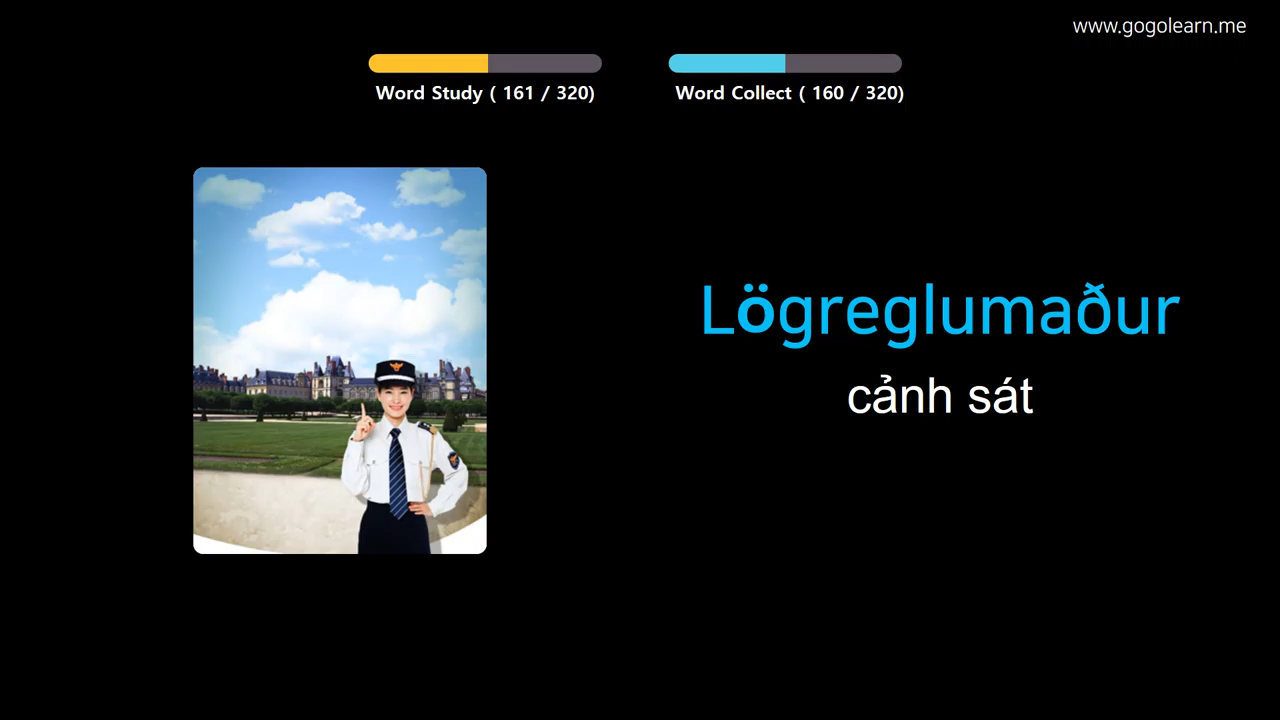 www.gogolearn.me
Word Study ( 161 / 320)
Word Collect ( 160 / 320)
Lögreglumaður
cảnh sát